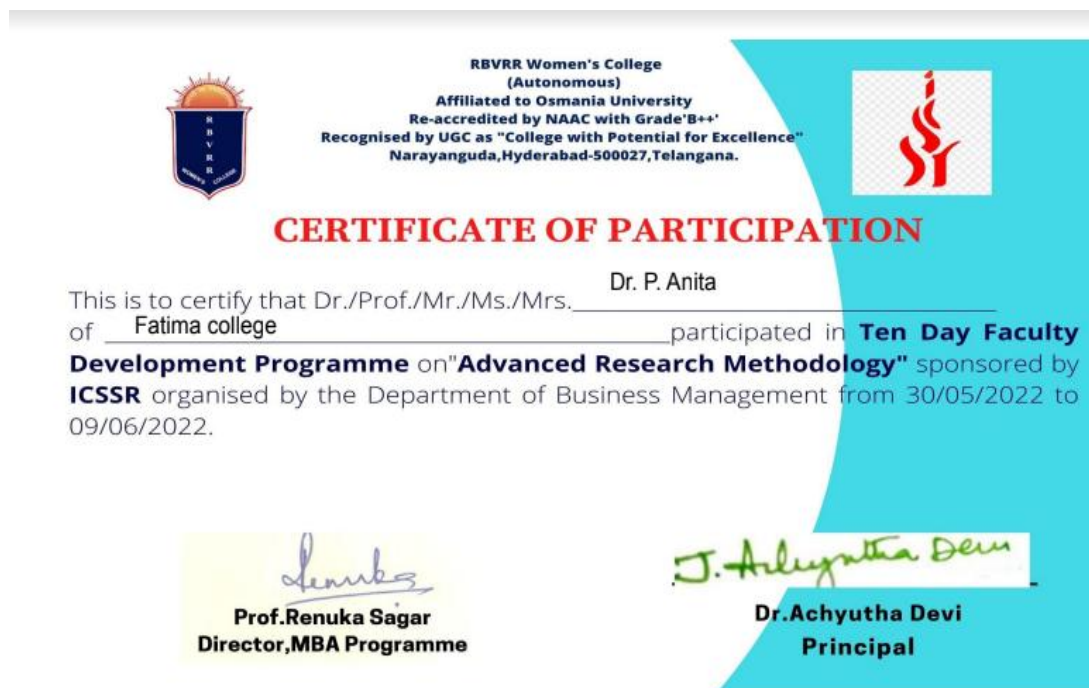 RBVRR Women's College
(Autonomous)
Affiliated to Osmania University
Re-accredited by NAAC with Grade'B++'
Recognised by UGC as "College with Potential for Excellence"
Narayanguda,Hyderabad-500027,Telangana.
RBVRR
WOMEN'S COLLEGE
CERTIFICATE OF PARTICIPATION
This is to certify that Dr./Prof./Mr./Ms./Mrs. Dr. P. Anita
of Fatima college participated in Ten Day Faculty
Development Programme on"Advanced Research Methodology" sponsored by
ICSSR organised by the Department of Business Management from 30/05/2022 to
09/06/2022.
Renuka
Prof.Renuka Sagar
Director,MBA Programme
J. Achyutha Devi
Dr.Achyutha Devi
Principal